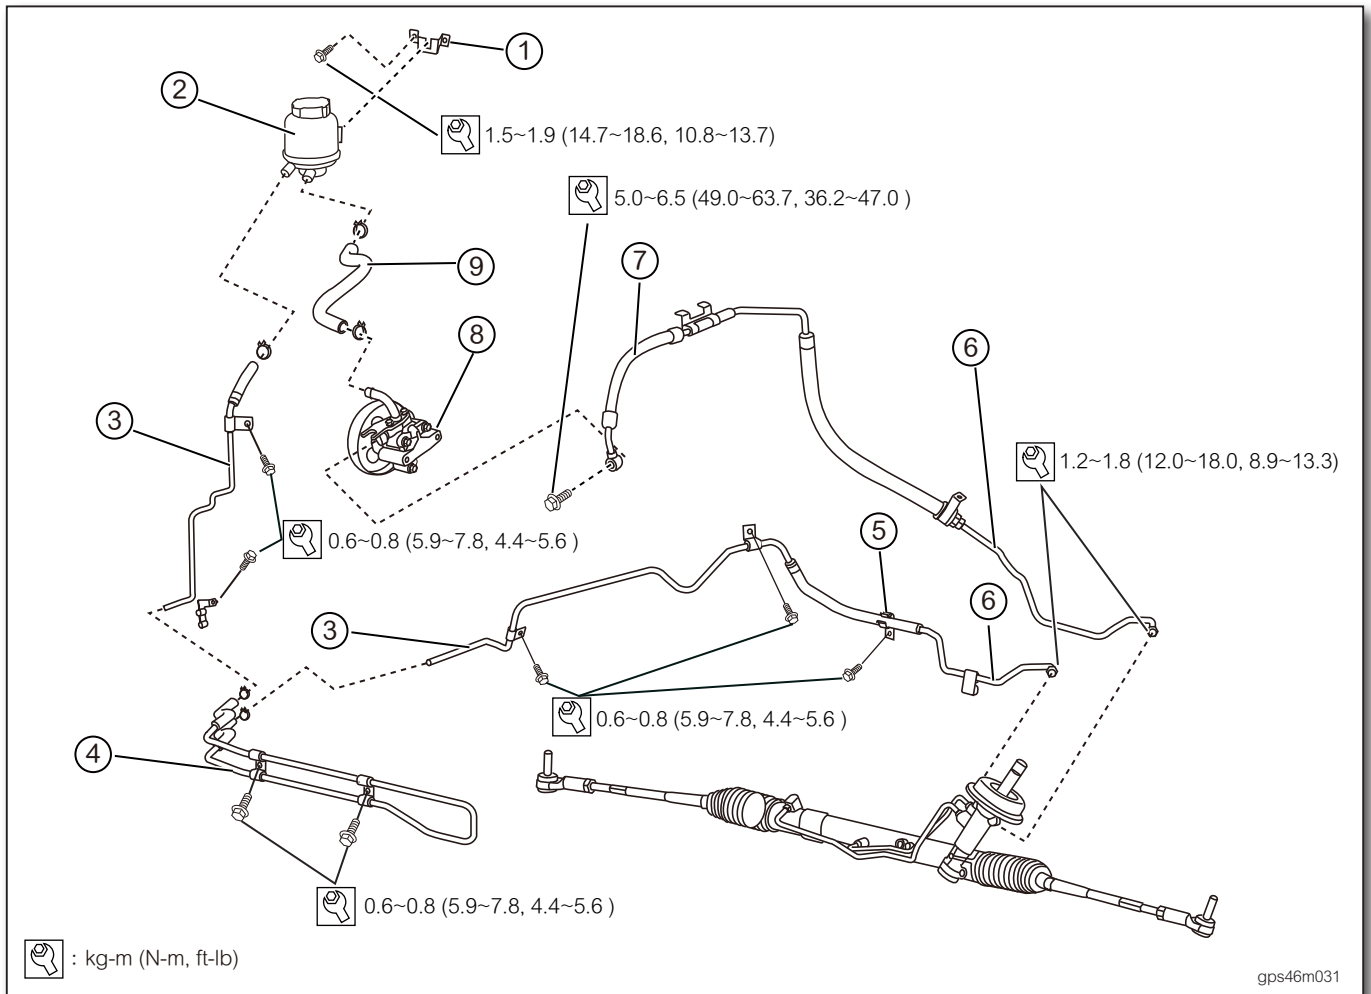 1
2
1.5~1.9 (14.7~18.6, 10.8~13.7)
5.0~6.5 (49.0~63.7, 36.2~47.0 )
7
9
8
6
3
1.2~1.8 (12.0~18.0, 8.9~13.3)
0.6~0.8 (5.9~7.8, 4.4~5.6 )
5
6
3
0.6~0.8 (5.9~7.8, 4.4~5.6 )
4
0.6~0.8 (5.9~7.8, 4.4~5.6 )
: kg-m (N-m, ft-lb)
gps46m031